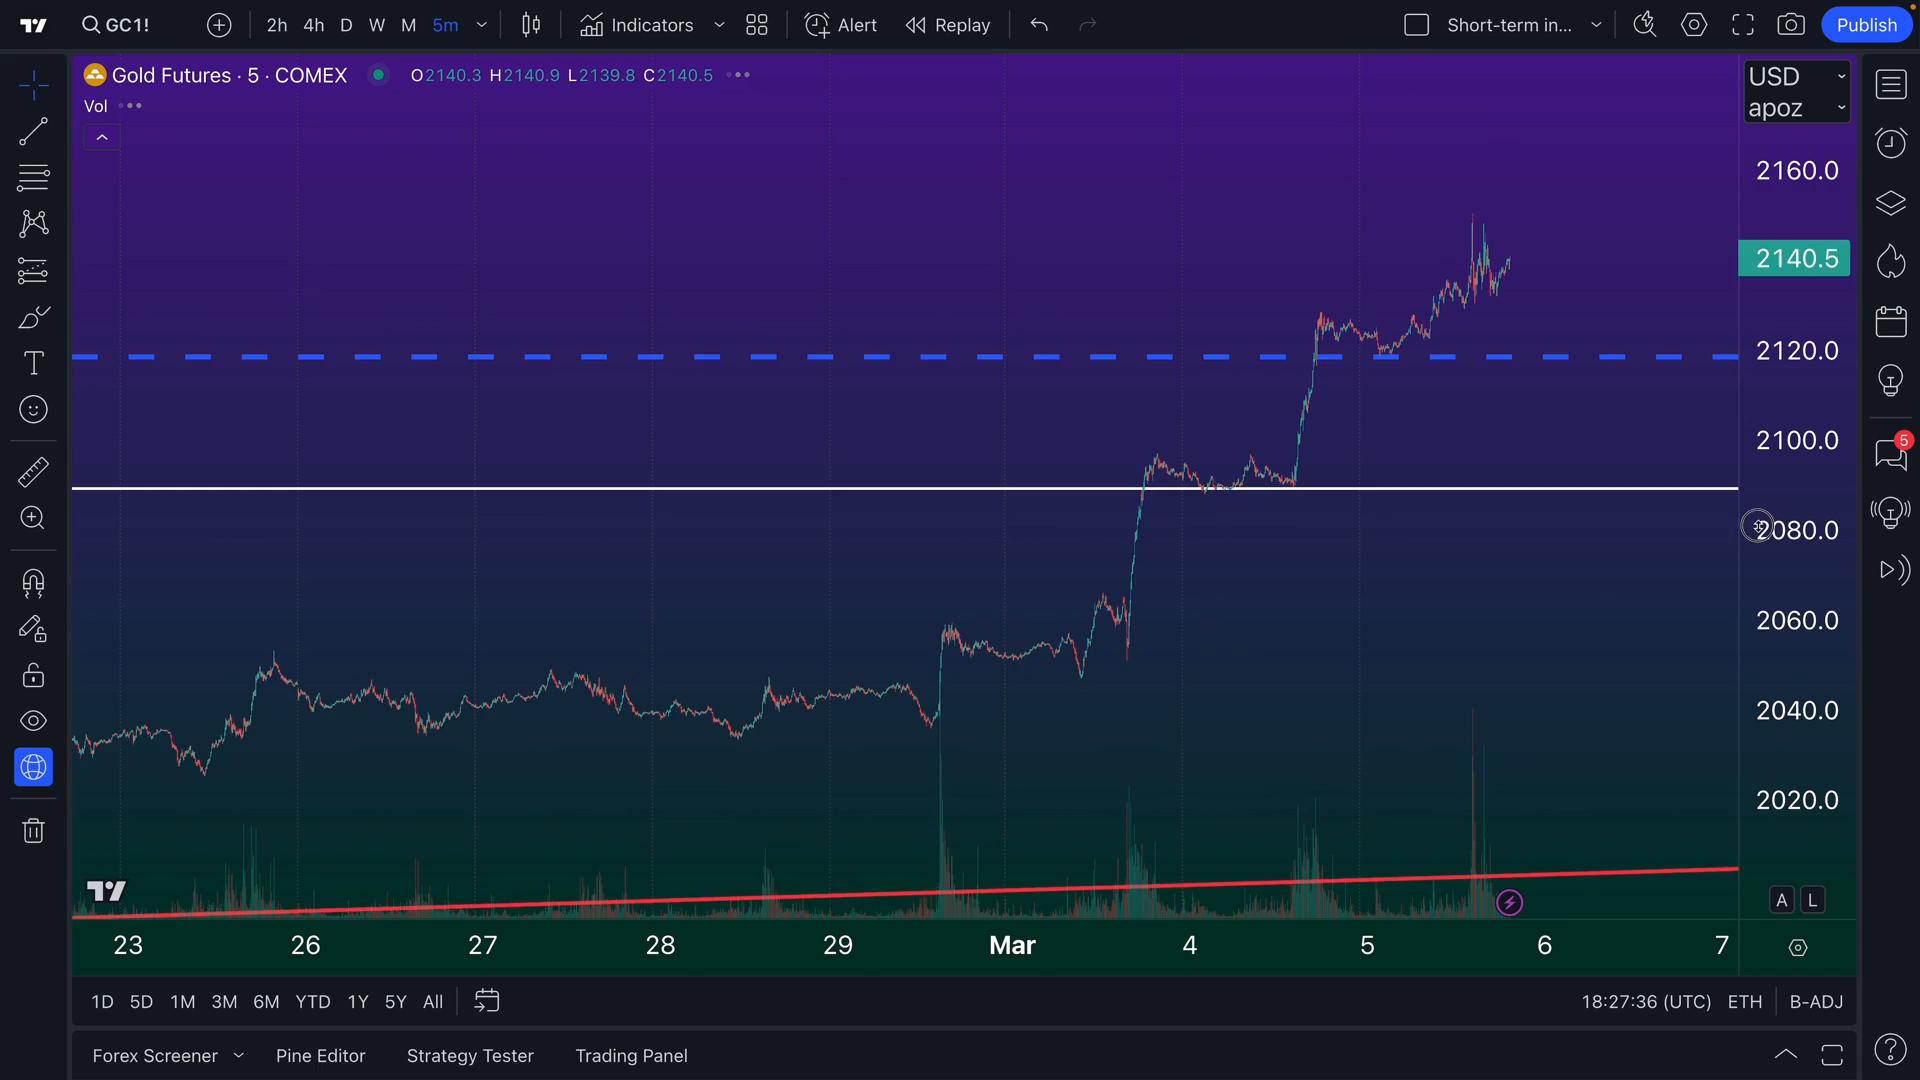 GC1!
2h 4h D W M 5m
Indicators
Alert
Replay
Short-term in...
Publish
Gold Futures · 5 · COMEX
O2140.3 H2140.9 L2139.8 C2140.5
Vol
USD
apoz
2160.0
2140.5
2120.0
2100.0
2080.0
2060.0
2040.0
2020.0
5
A L
23 26 27 28 29 Mar 4 5 6 7
1D 5D 1M 3M 6M YTD 1Y 5Y All
18:27:36 (UTC) ETH B-ADJ
Forex Screener Pine Editor Strategy Tester Trading Panel